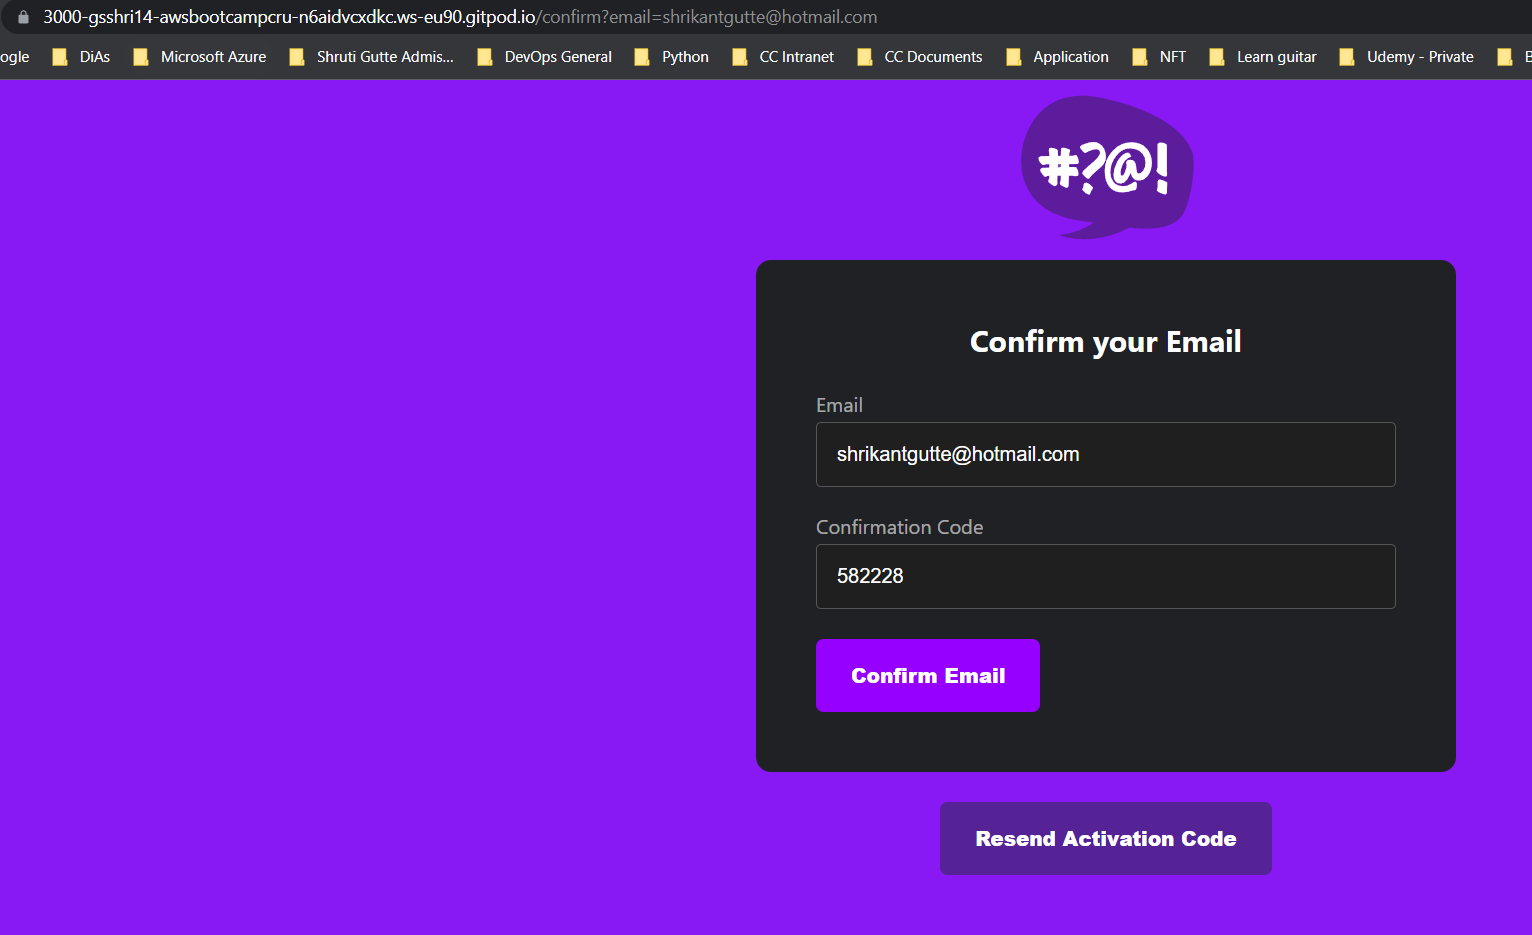 3000-gsshri14-awsbootcampcru-n6aidvcxdkc.ws-eu90.gitpod.io/confirm?email=shrikantgutte@hotmail.com
ogle DiAs Microsoft Azure Shruti Gutte Admis... DevOps General Python CC Intranet CC Documents Application NFT Learn guitar Udemy - Private B
#?@!
Confirm your Email
Email
shrikantgutte@hotmail.com
Confirmation Code
582228
Confirm Email
Resend Activation Code